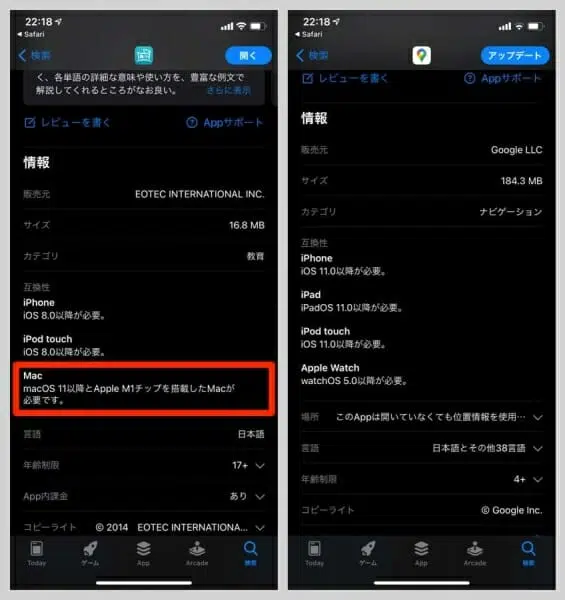 22:18
Safari
検索
開く
く、各単語の詳細な意味や使い方を、豊富な例文で
解説してくれるところがなお良い。
さらに表示
レビューを書く
Appサポート
情報
販売元
EOTEC INTERNATIONAL INC.
サイズ
16.8 MB
カテゴリ
教育
互換性
iPhone
iOS 8.0以降が必要。
iPod touch
iOS 8.0以降が必要。
Mac
macOS 11以降とApple M1チップを搭載したMacが
必要です。
言語
日本語
年齢制限
17+
App内課金
あり
コピーライト
© 2014 EOTEC INTERNATIONA...
Today
ゲーム
App
Arcade
検索
22:18
Safari
検索
アップデート
レビューを書く
Appサポート
情報
販売元
Google LLC
サイズ
184.3 MB
カテゴリ
ナビゲーション
互換性
iPhone
iOS 11.0以降が必要。
iPad
iPadOS 11.0以降が必要。
iPod touch
iOS 11.0以降が必要。
Apple Watch
watchOS 5.0以降が必要。
場所
このAppは開いていなくても位置情報を使用…
言語
日本語とその他38言語
年齢制限
4+
コピーライト
© Google Inc.
Today
ゲーム
App
Arcade
検索